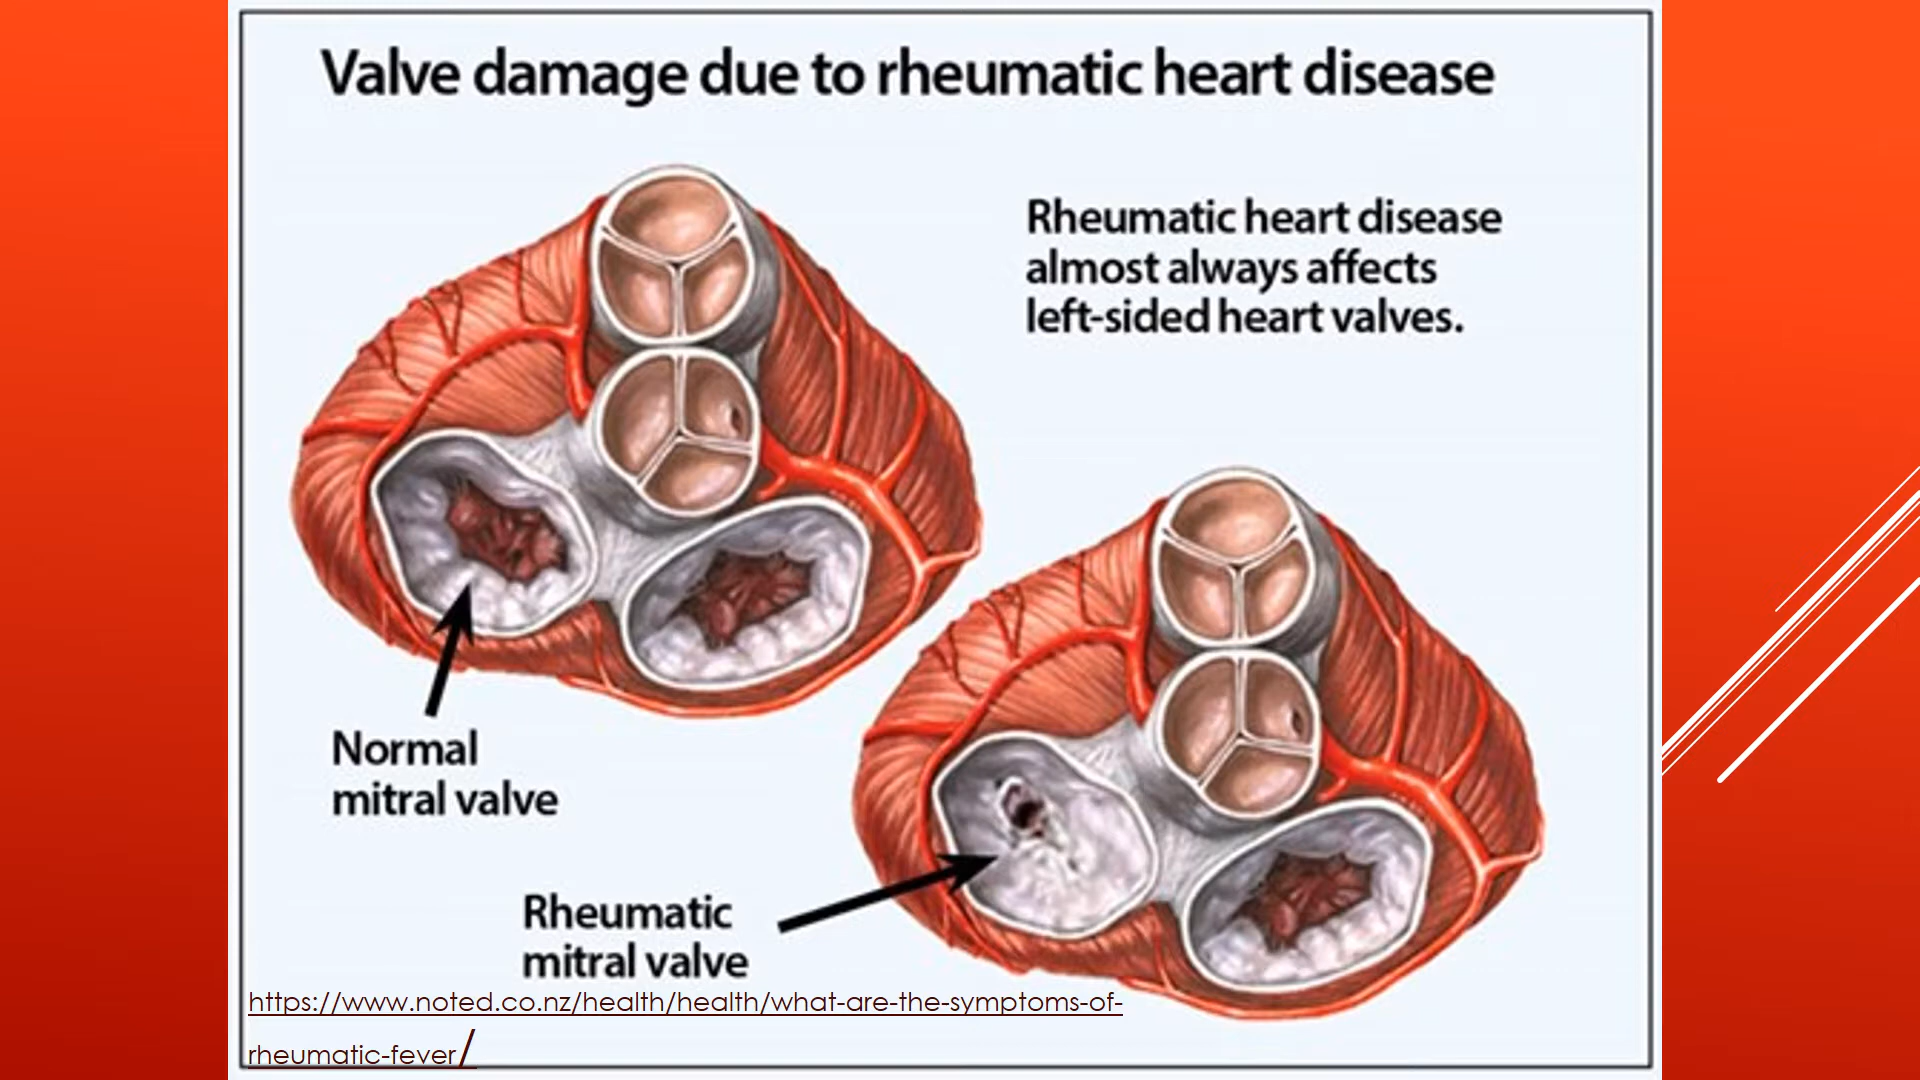 Valve damage due to rheumatic heart disease
Rheumatic heart disease
almost always affects
left-sided heart valves.
Normal
mitral valve
Rheumatic
mitral valve
https://www.noted.co.nz/health/health/what-are-the-symptoms-of-
rheumatic-fever/